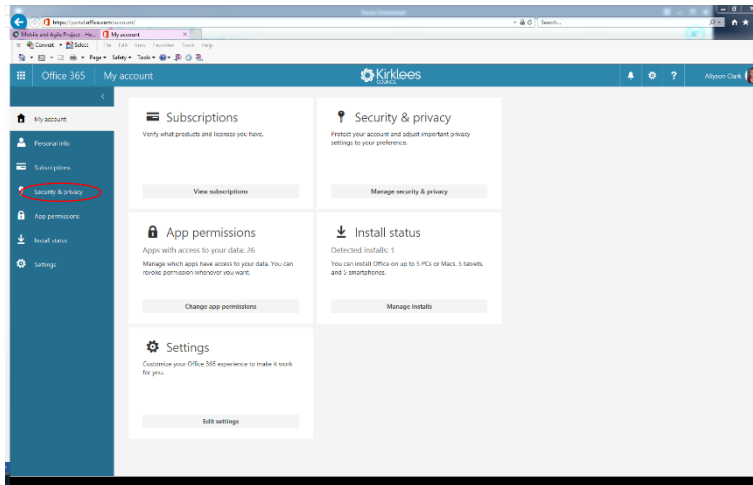 https://portal.office.com/account/
Search...
Mobile and Agile Project - Ho...
My account
Convert
Select
File Edit View Favorites Tools Help
Page Safety Tools
Office 365
My account
Kirklees
COUNCIL
?
Allyson Clark
My account
Personal info
Subscriptions
Security & privacy
App permissions
Install status
Settings
Subscriptions
Verify what products and licenses you have.
View subscriptions
Security & privacy
Protect your account and adjust important privacy
settings to your preference.
Manage security & privacy
App permissions
Apps with access to your data: 26
Manage which apps have access to your data. You can
revoke permission whenever you want.
Change app permissions
Install status
Detected installs: 1
You can install Office on up to 5 PCs or Macs, 5 tablets,
and 5 smartphones.
Manage installs
Settings
Customize your Office 365 experience to make it work
for you.
Edit settings